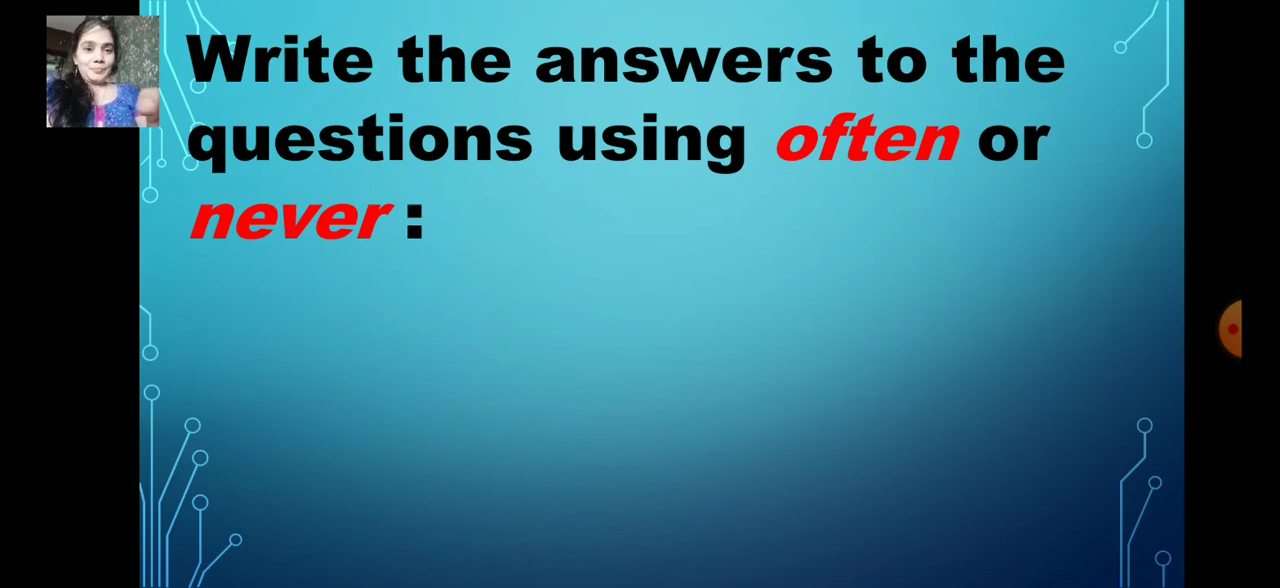 Write the answers to the
questions using often or
never :